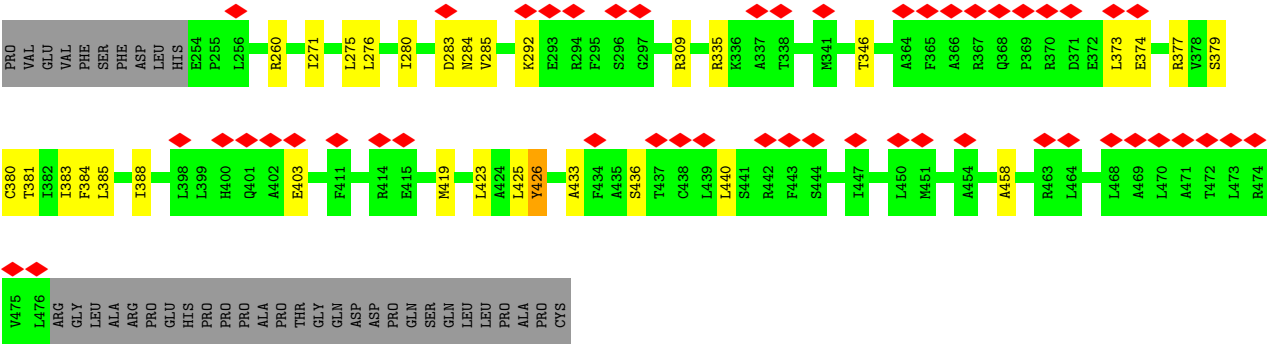 PRO VAL GLU VAL PHE SER PHE ASP LEU HIS E254 P255 L256 R260 I271 L275 L276 I280 D283 N284 V285 K292 E293 R294 F295 S296 G297 R309 R335 K336 A337 T338 M341 T346 A364 F365 A366 R367 Q368 P369 R370 D371 E372 L373 E374 R377 V378 S379
C380 T381 I382 I383 F384 L385 I388 L398 L399 H400 Q401 A402 E403 F411 R414 E415 M419 L423 A424 L425 Y426 A433 F434 A435 S436 T437 C438 L439 L440 S441 R442 F443 S444 I447 L450 M451 A454 A458 R463 L464 L468 A469 L470 A471 T472 L473 R474
V475 L476 ARG GLY LEU ALA ARG PRO GLU HIS PRO PRO PRO ALA PRO THR GLY GLN ASP ASP PRO GLN SER GLN LEU LEU PRO ALA PRO CYS